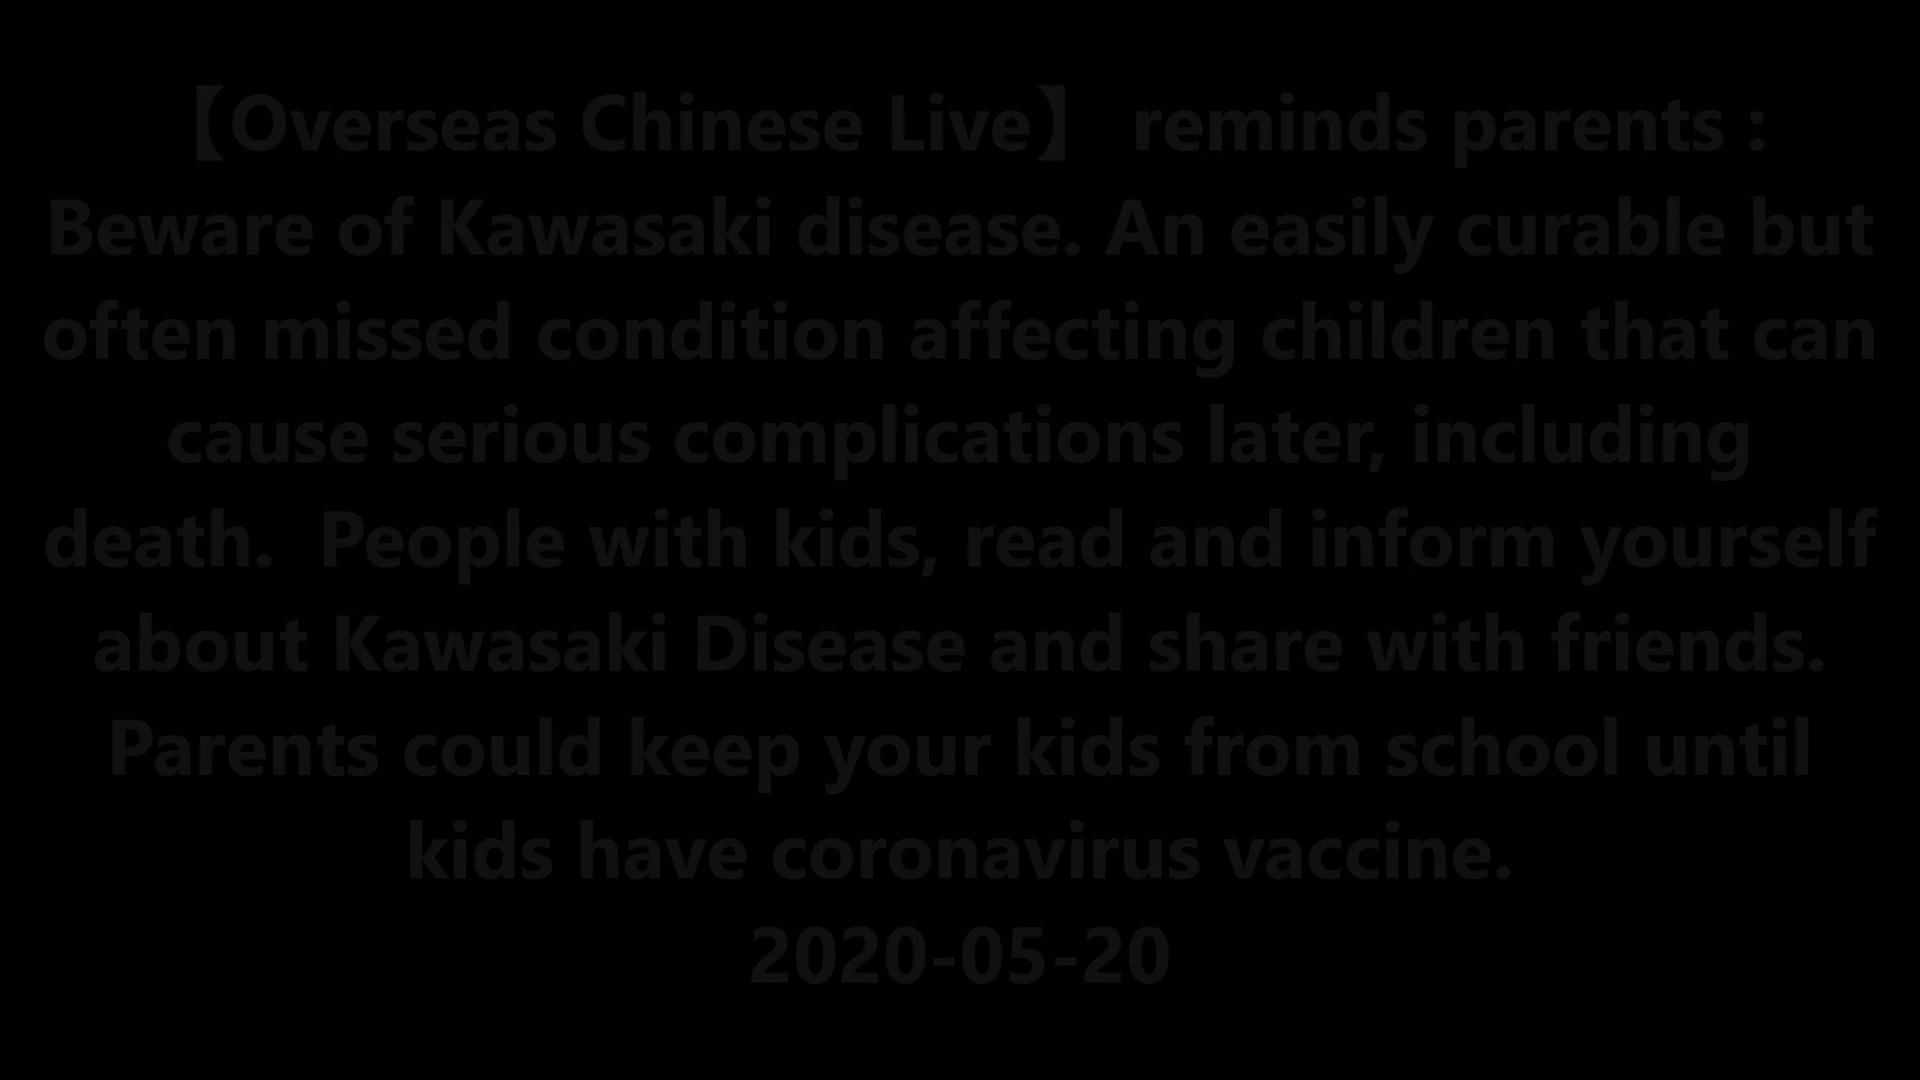 【Overseas Chinese Live】 reminds parents :
Beware of Kawasaki disease. An easily curable but
often missed condition affecting children that can
cause serious complications later, including
death.  People with kids, read and inform yourself
about Kawasaki Disease and share with friends.
Parents could keep your kids from school until
kids have coronavirus vaccine.
2020-05-20